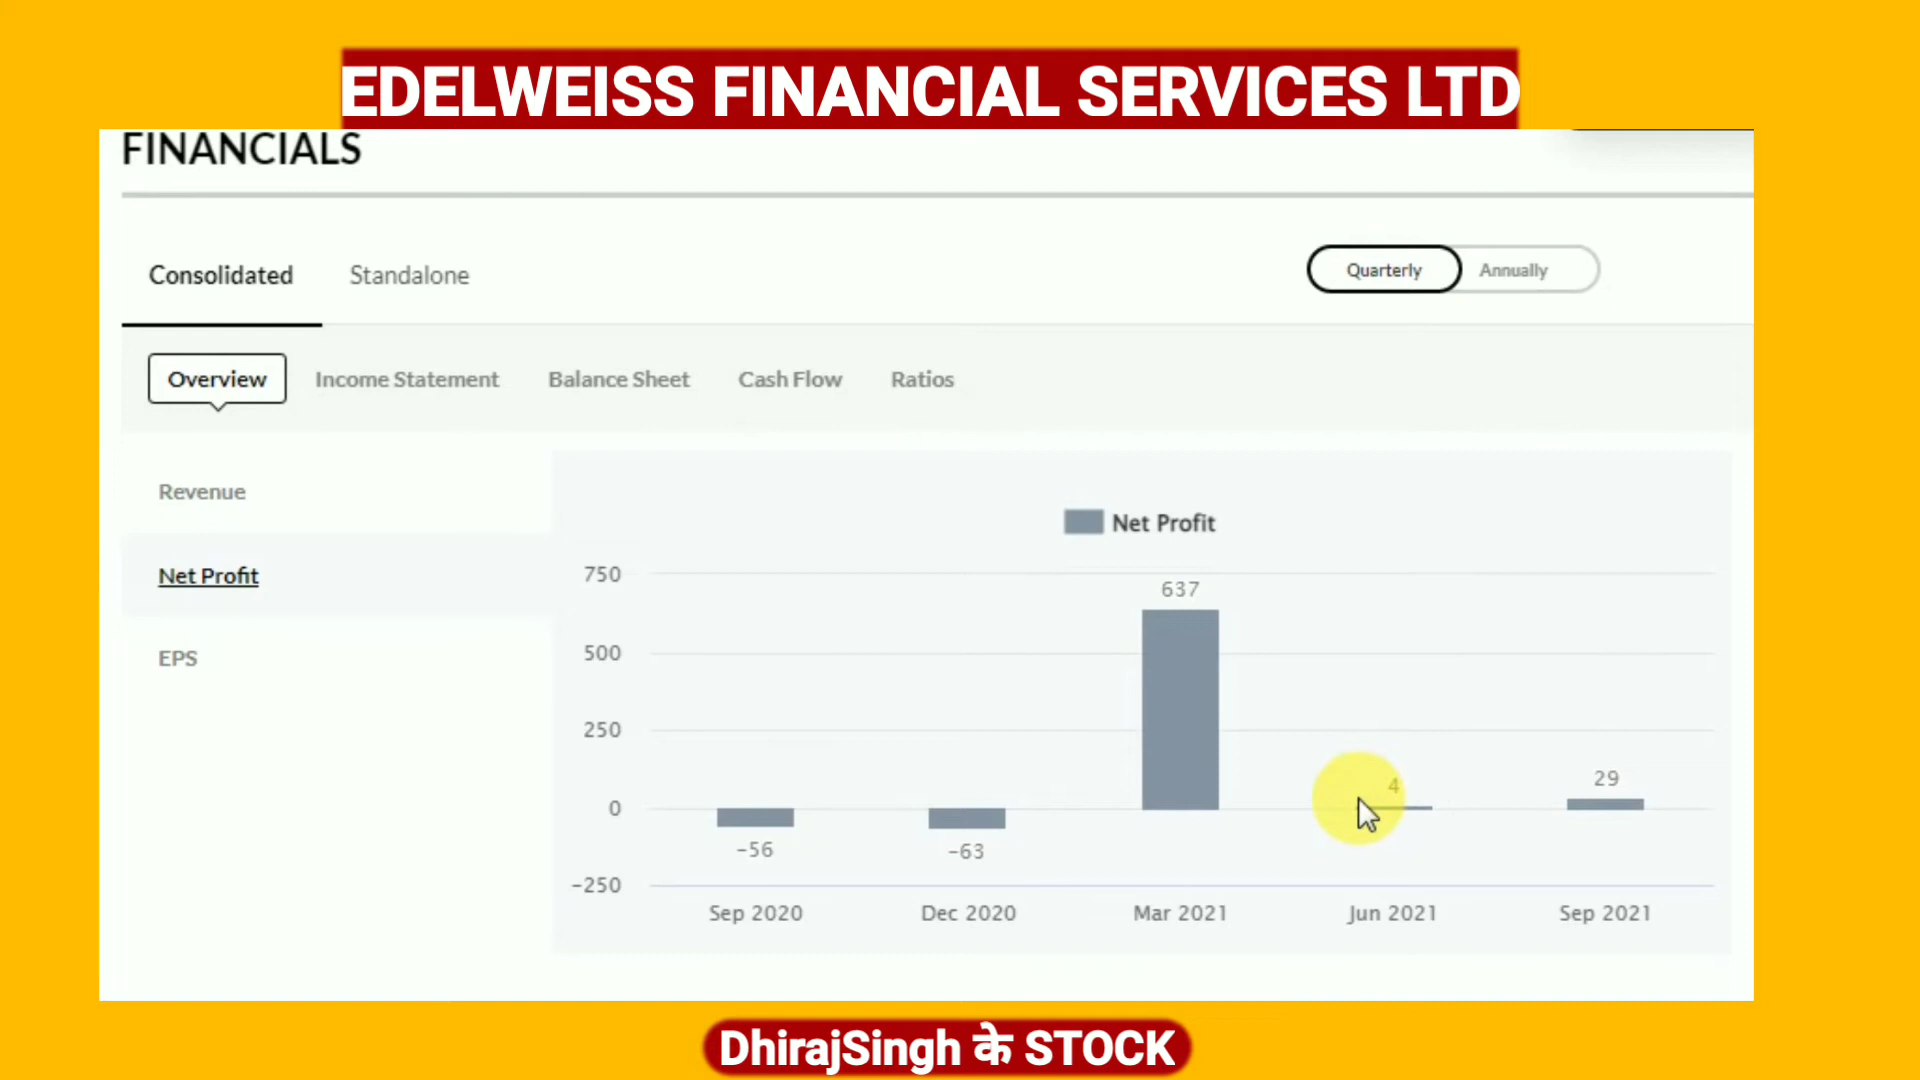 EDELWEISS FINANCIAL SERVICES LTD
FINANCIALS
Consolidated Standalone Quarterly Annually
Overview Income Statement Balance Sheet Cash Flow Ratios
Revenue
Net Profit
EPS
Net Profit
750
637
500
250
4 29
0
-56 -63
-250
Sep 2020 Dec 2020 Mar 2021 Jun 2021 Sep 2021
DhirajSingh के STOCK